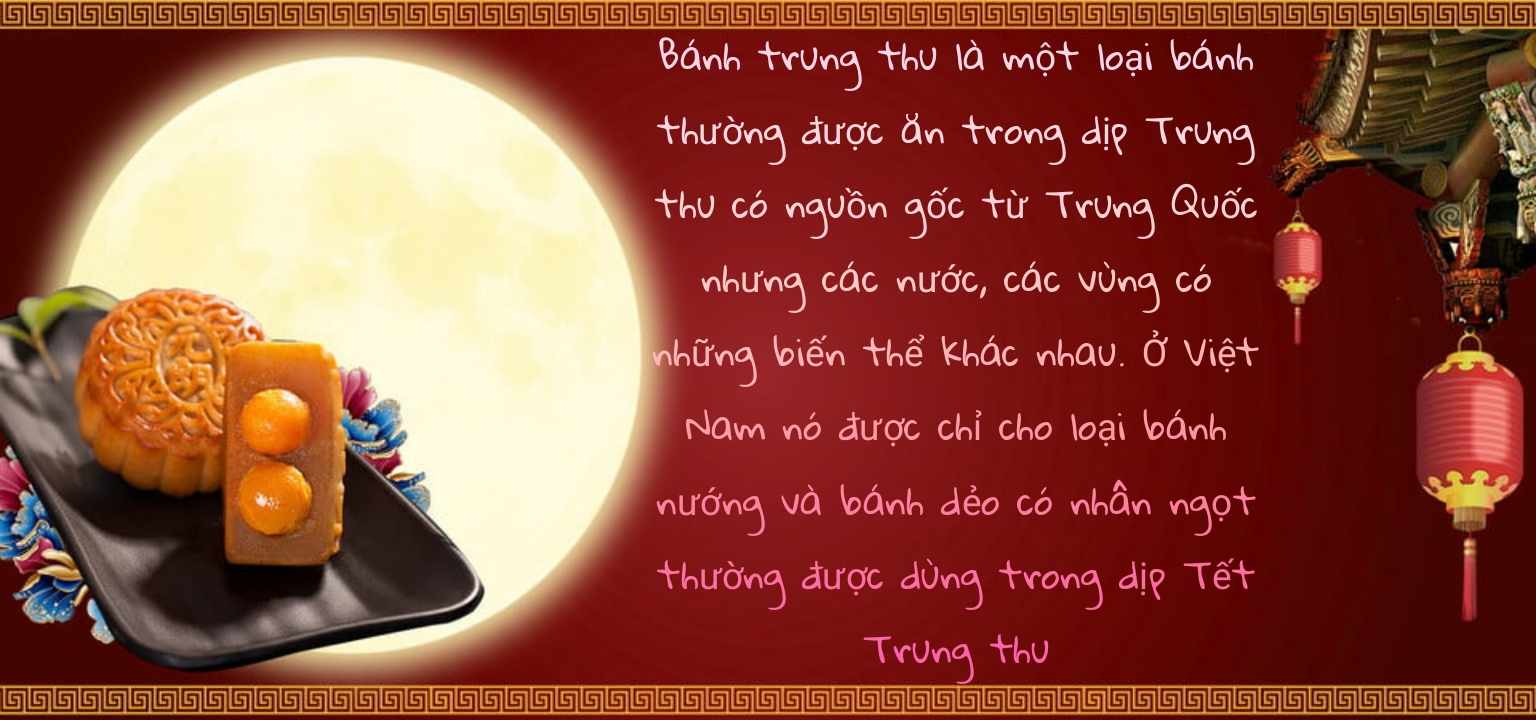 Bánh trung thu là một loại bánh
thường được ăn trong dịp Trung
thu có nguồn gốc từ Trung Quốc
nhưng các nước, các vùng có
những biến thể khác nhau. Ở Việt
Nam nó được chỉ cho loại bánh
nướng và bánh dẻo có nhân ngọt
thường được dùng trong dịp Tết
Trung thu